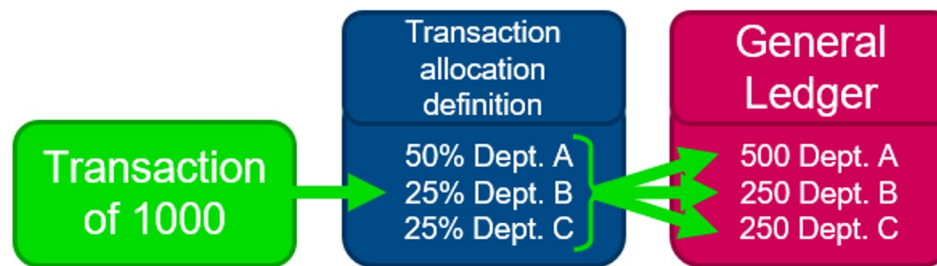 Transaction
of 1000
Transaction
allocation
definition
50% Dept. A
25% Dept. B
25% Dept. C
General
Ledger
500 Dept. A
250 Dept. B
250 Dept. C